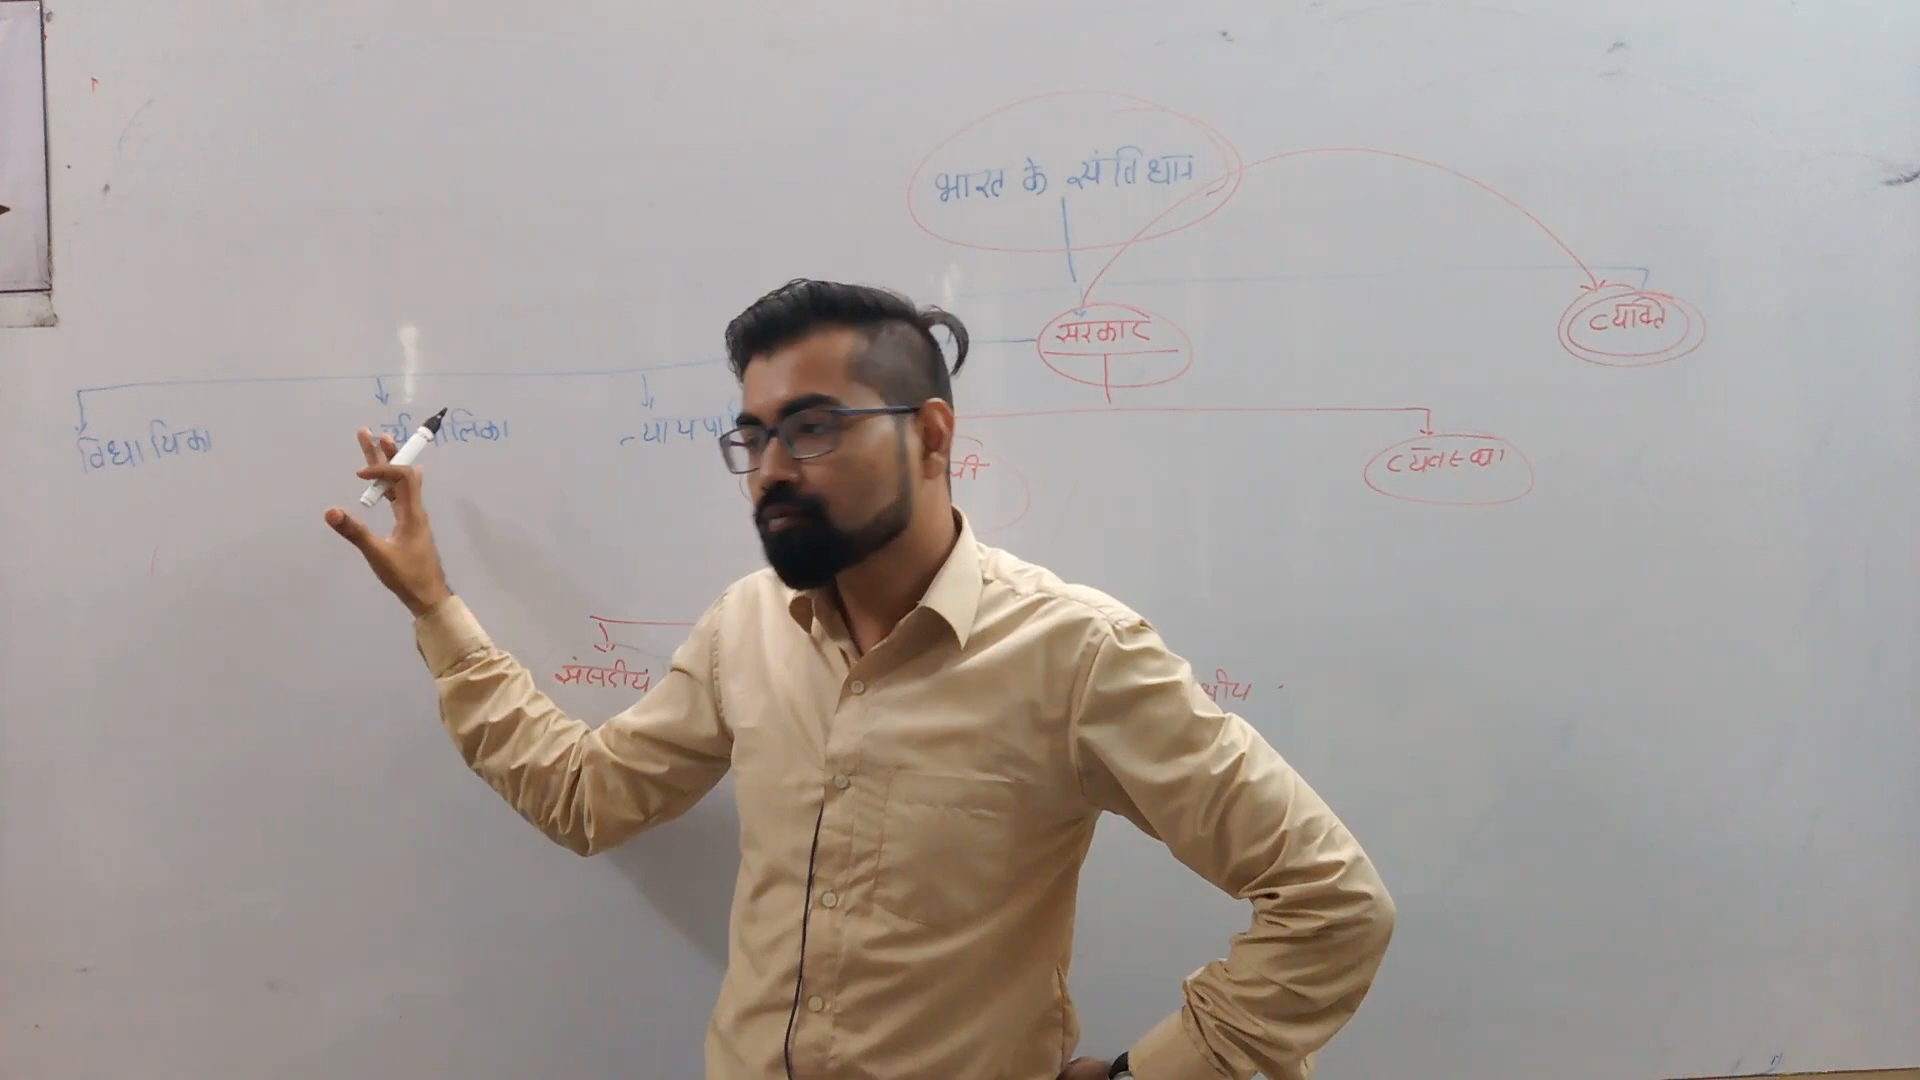 भारत के संविधान
सरकार
व्यक्ति
विधायिका
न्यायपा
व्यवस्था
संसदीय